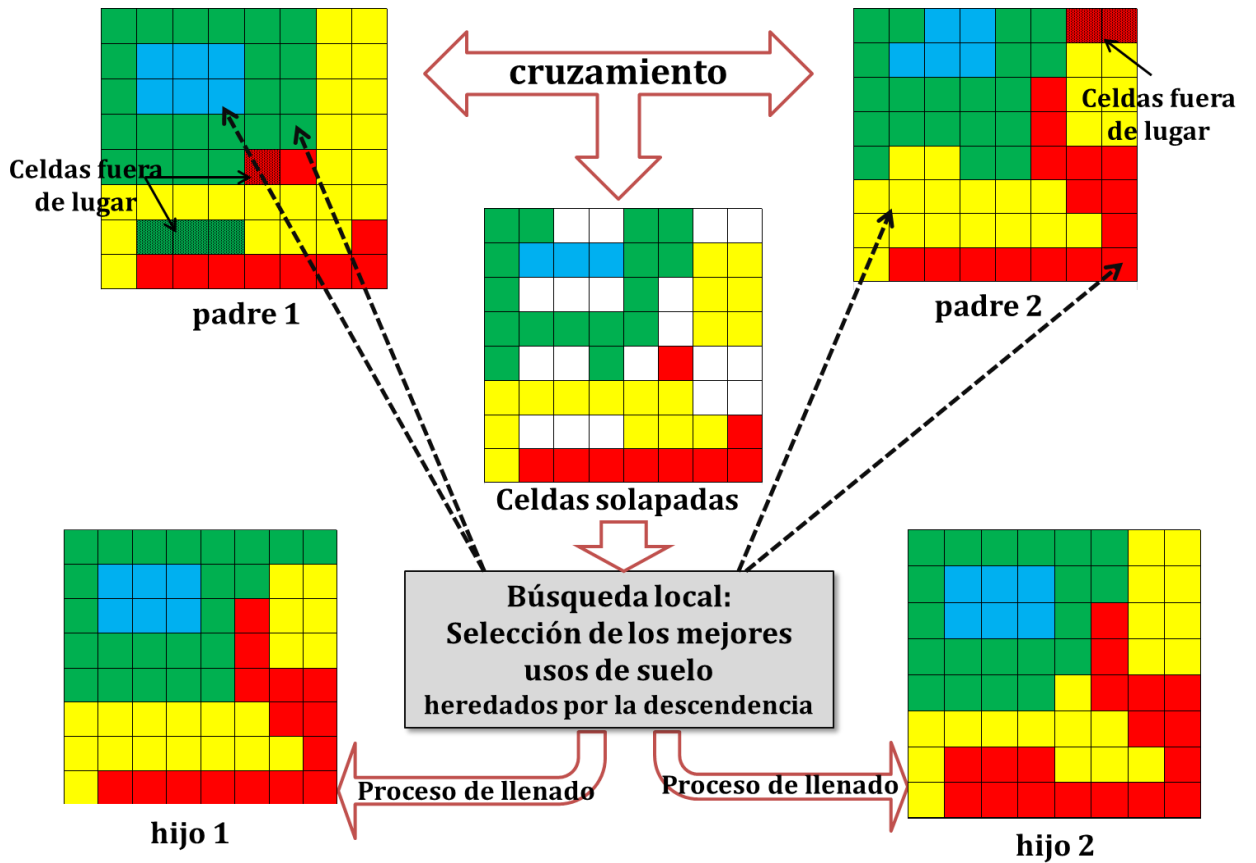 cruzamiento
Celdas fuera
de lugar
Celdas fuera
de lugar
padre 1
padre 2
Celdas solapadas
Búsqueda local:
Selección de los mejores
usos de suelo
heredados por la descendencia
Proceso de llenado
Proceso de llenado
hijo 1
hijo 2